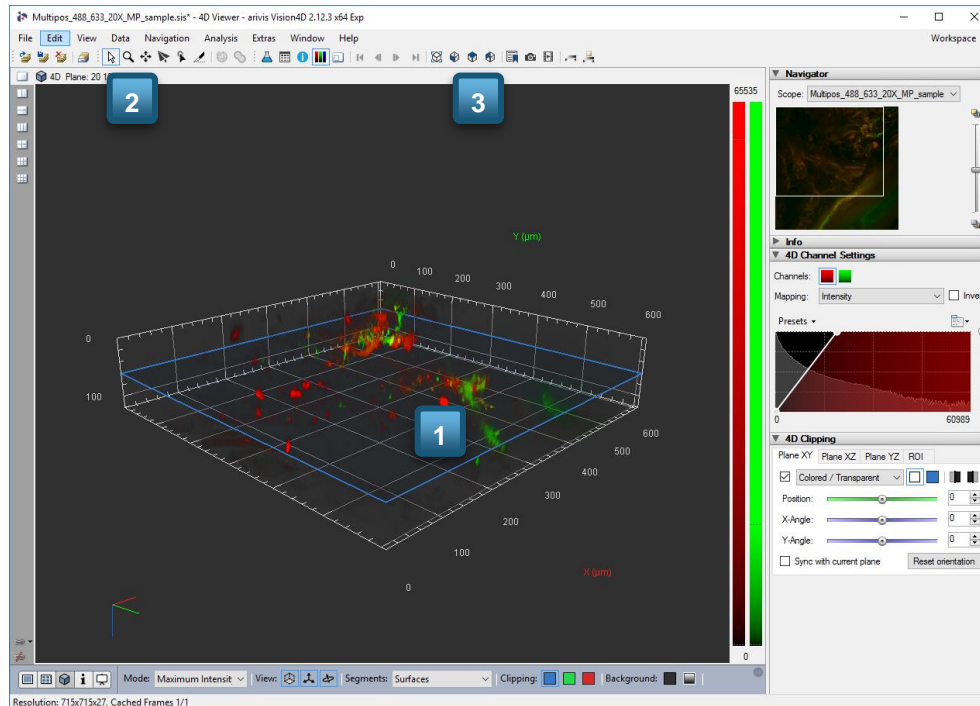 Multipos_488_633_20X_MP_sample.sis* - 4D Viewer - arivis Vision4D 2.12.3 x64 Exp
File Edit View Data Navigation Analysis Extras Window Help
Workspace
4D Plane: 20
2
3
65535
Navigator
Scope: Multipos_488_633_20X_MP_sample
Y (µm)
0
100
200
300
400
500
600
0
100
1
600
500
400
300
200
100
0
X (µm)
0
Info
4D Channel Settings
Channels:
Mapping: Intensity
Presets
0 60989
4D Clipping
Plane XY Plane XZ Plane YZ ROI
Colored / Transparent
Position: 0
X-Angle: 0
Y-Angle: 0
Sync with current plane Reset orientation
Mode: Maximum Intensit View: Segments: Surfaces Clipping: Background:
Resolution: 715x715x27, Cached Frames 1/1